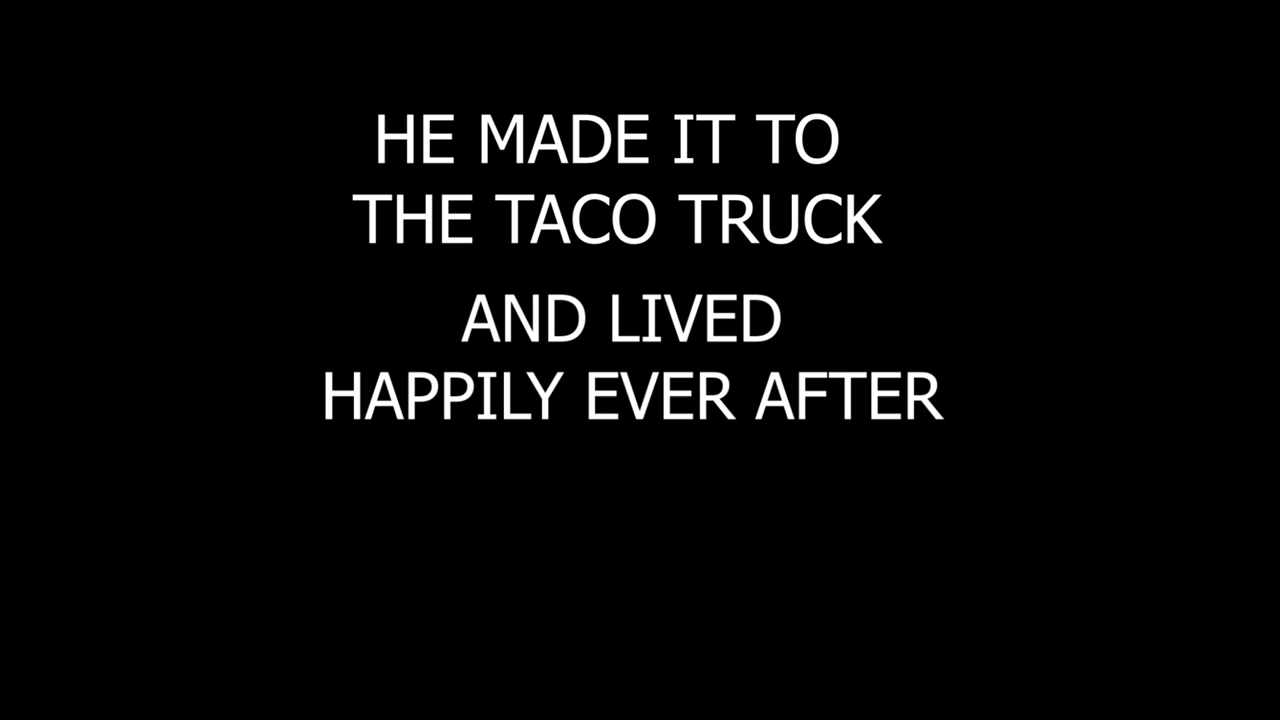 HE MADE IT TO
THE TACO TRUCK
AND LIVED
HAPPILY EVER AFTER